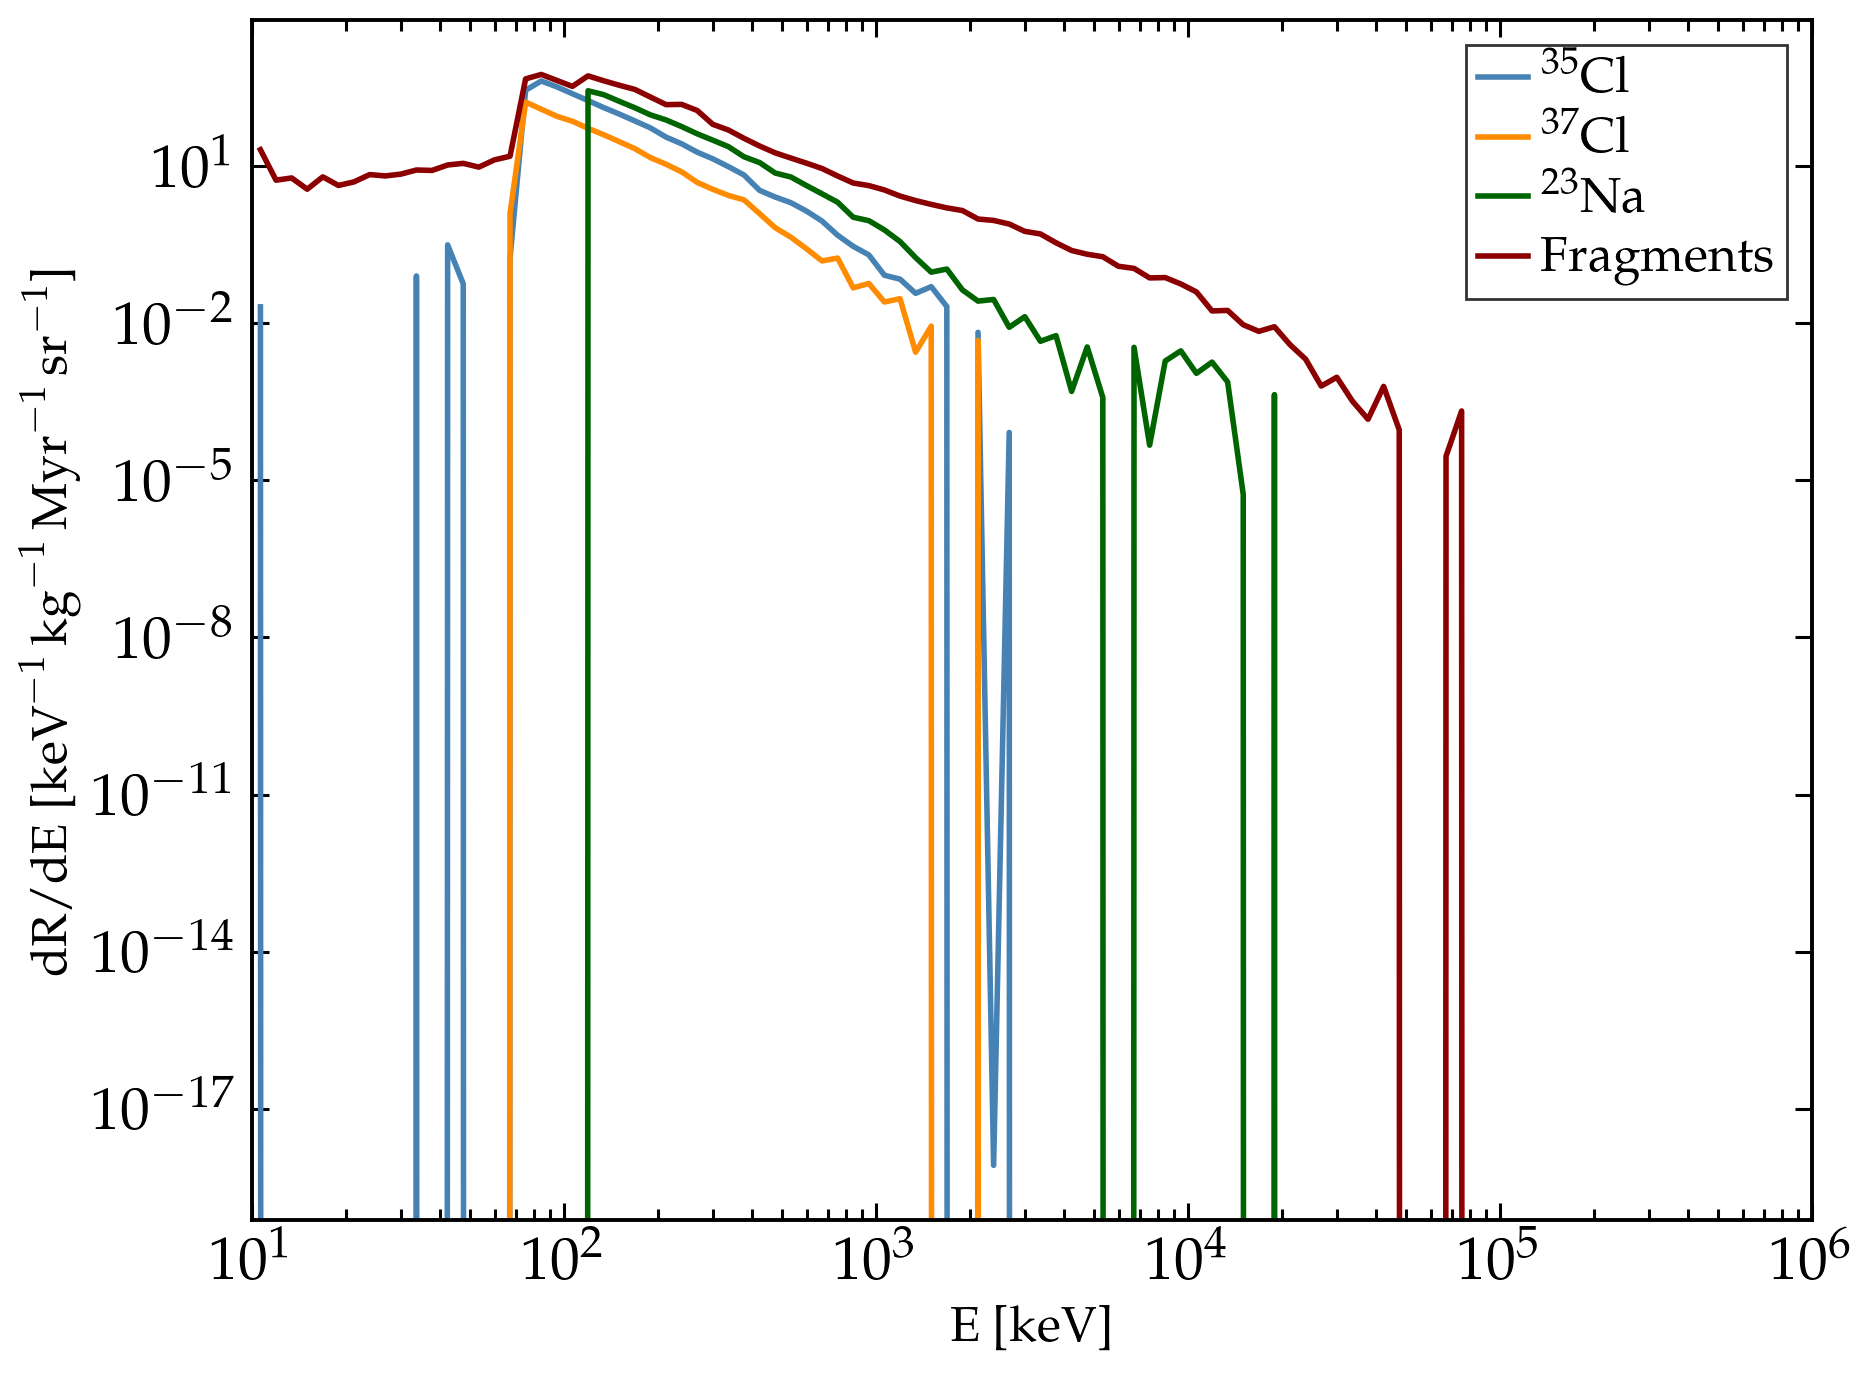 ³⁵Cl
³⁷Cl
²³Na
Fragments
10¹
10⁻²
10⁻⁵
10⁻⁸
10⁻¹¹
10⁻¹⁴
10⁻¹⁷
dR/dE [keV⁻¹ kg⁻¹ Myr⁻¹ sr⁻¹]
10¹ 10² 10³ 10⁴ 10⁵ 10⁶
E [keV]